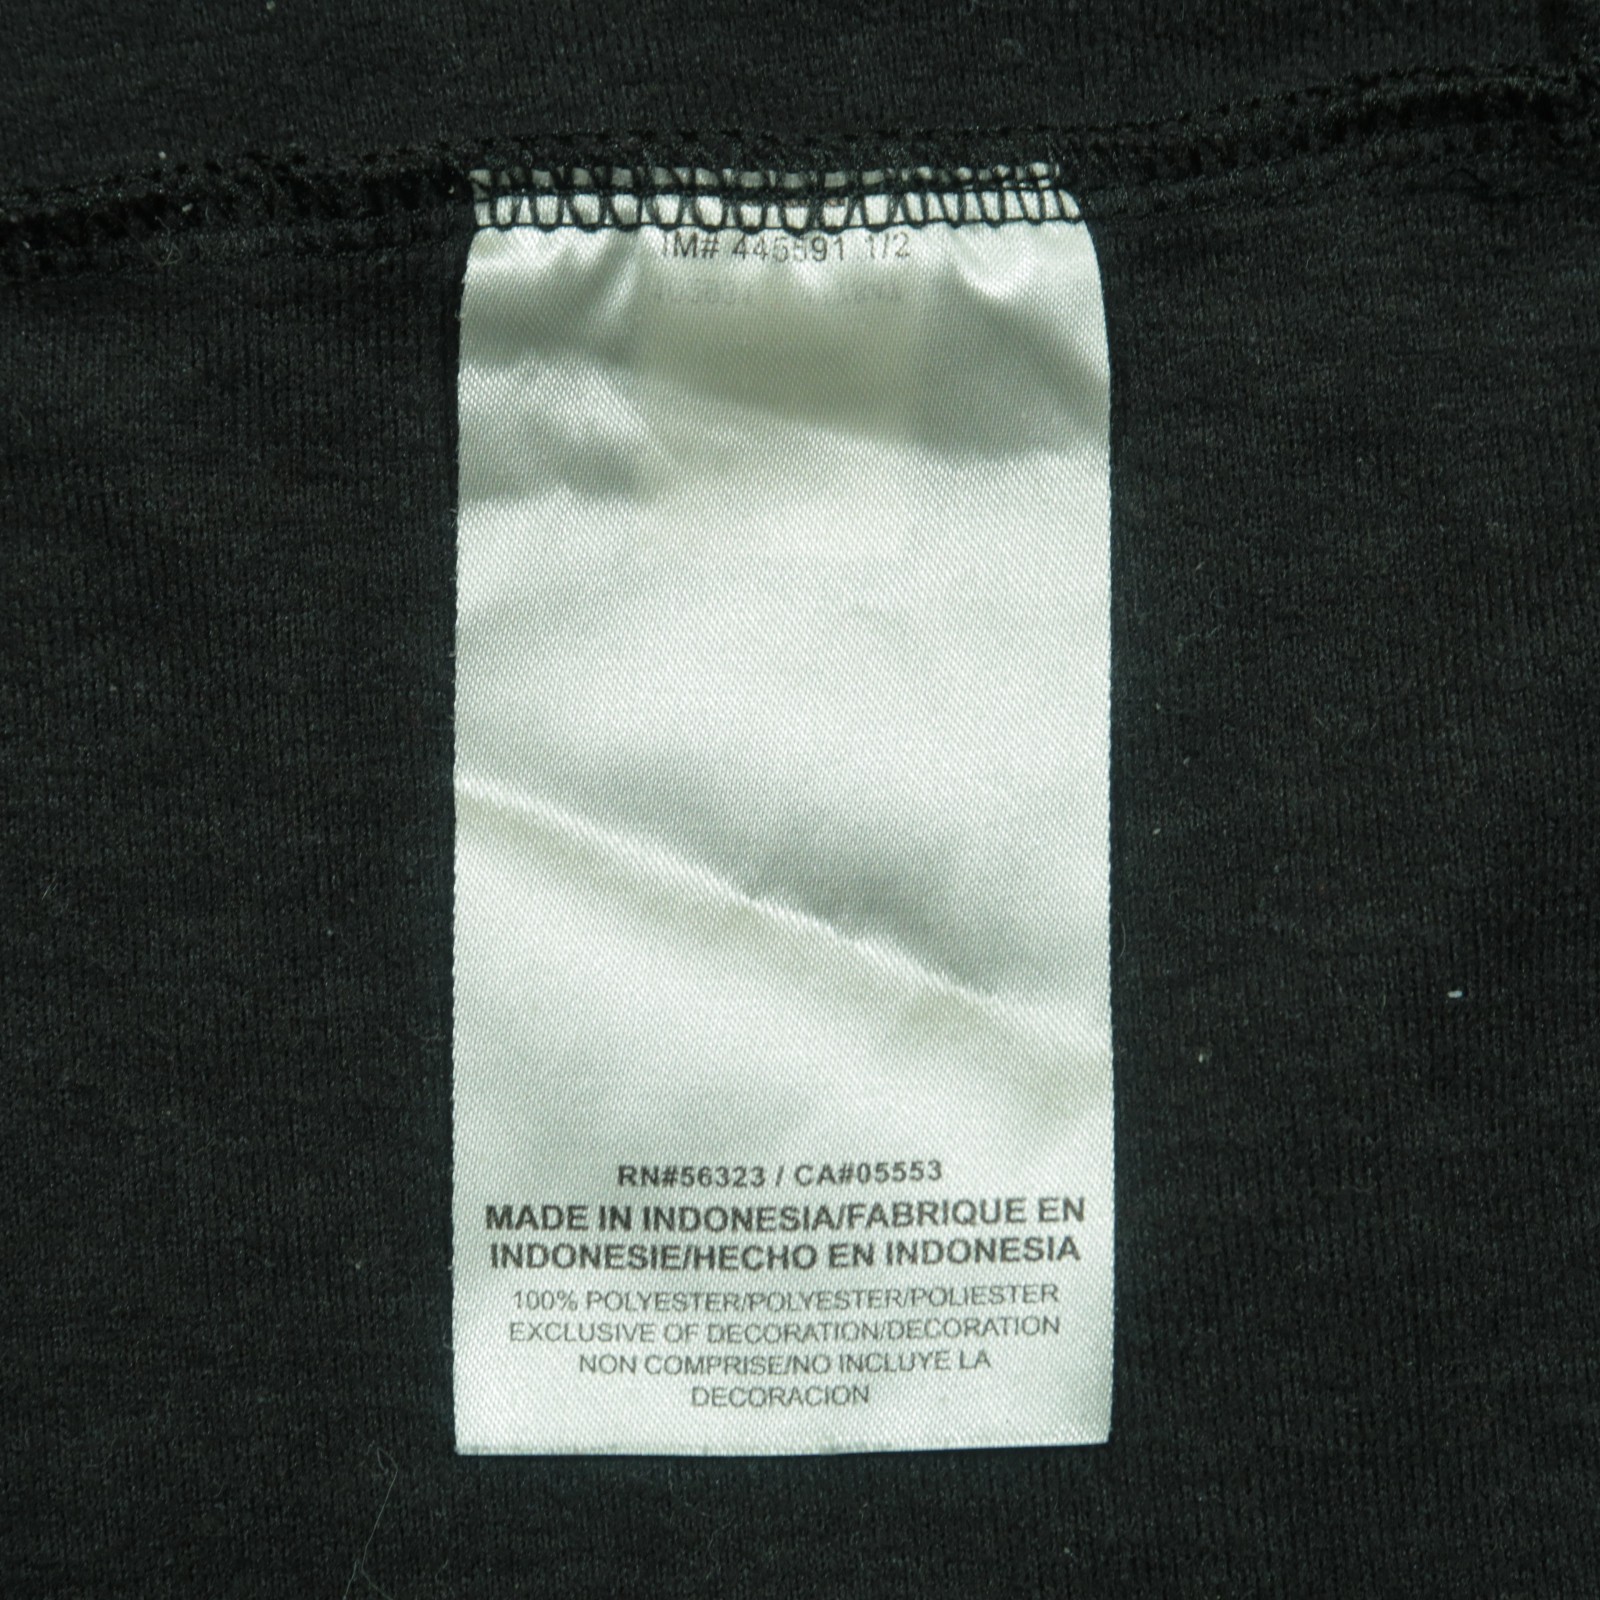 IM# 445591 1/2
RN#56323 / CA#05553
MADE IN INDONESIA/FABRIQUE EN
INDONESIE/HECHO EN INDONESIA
100% POLYESTER/POLYESTER/POLIESTER
EXCLUSIVE OF DECORATION/DECORATION
NON COMPRISE/NO INCLUYE LA
DECORACION